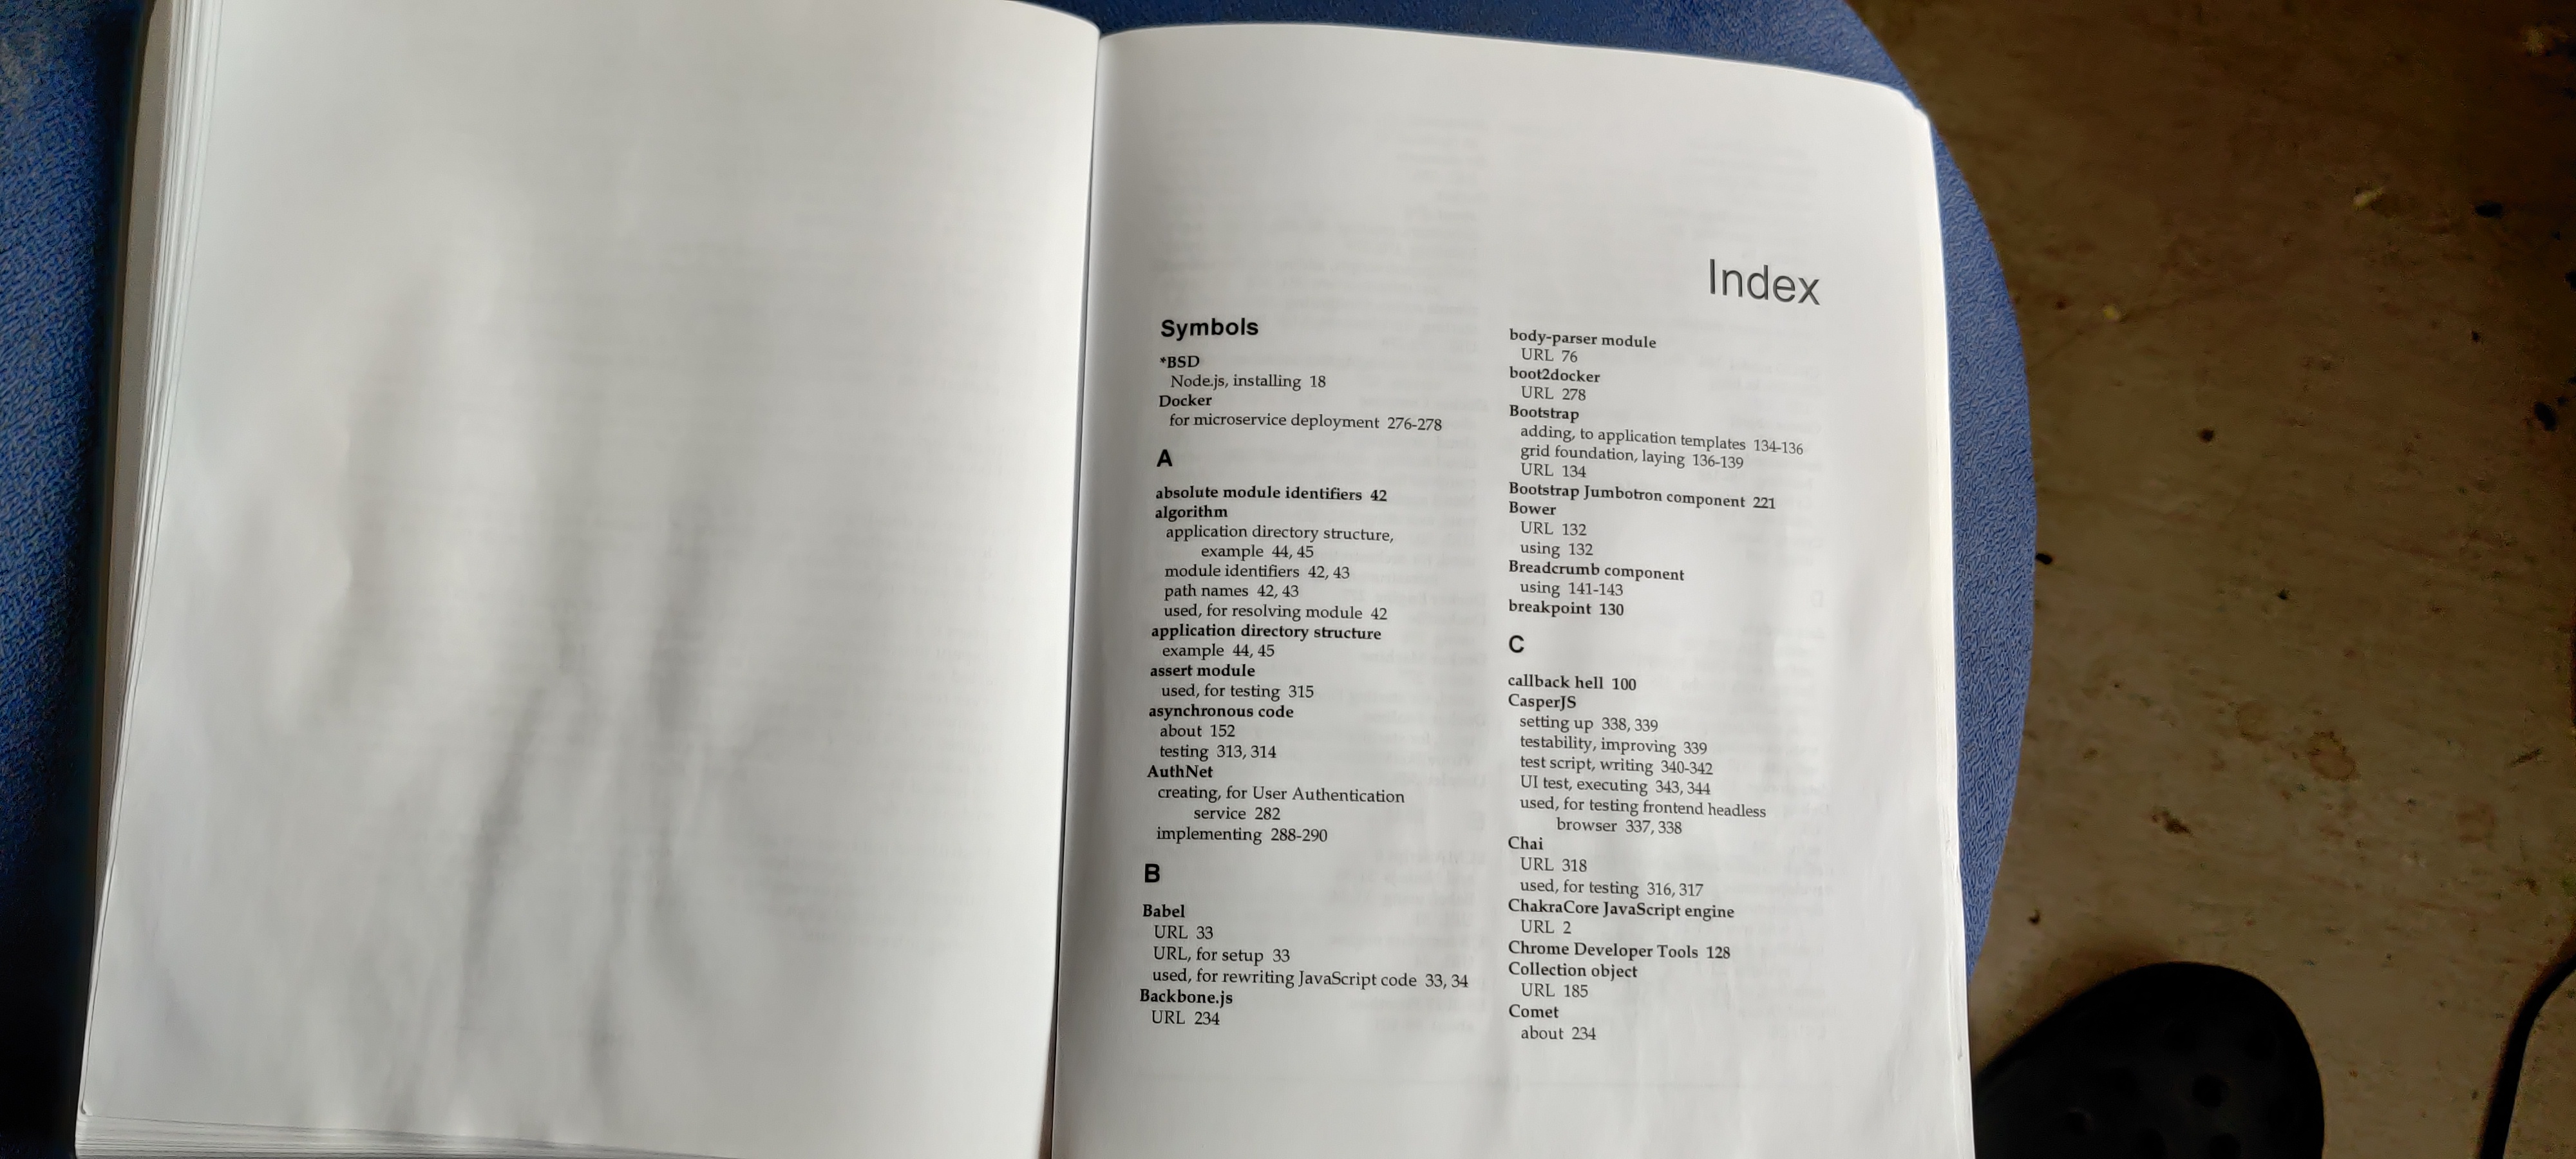 Index
Symbols
*BSD
Node.js, installing 18
Docker
for microservice deployment 276-278
A
absolute module identifiers 42
algorithm
application directory structure,
example 44, 45
module identifiers 42, 43
path names 42, 43
used, for resolving module 42
application directory structure
example 44, 45
assert module
used, for testing 315
asynchronous code
about 152
testing 313, 314
AuthNet
creating, for User Authentication
service 282
implementing 288-290
B
Babel
URL 33
URL, for setup 33
used, for rewriting JavaScript code 33, 34
Backbone.js
URL 234
body-parser module
URL 76
boot2docker
URL 278
Bootstrap
adding, to application templates 134-136
grid foundation, laying 136-139
URL 134
Bootstrap Jumbotron component 221
Bower
URL 132
using 132
Breadcrumb component
using 141-143
breakpoint 130
C
callback hell 100
CasperJS
setting up 338, 339
testability, improving 339
test script, writing 340-342
UI test, executing 343, 344
used, for testing frontend headless
browser 337, 338
Chai
URL 318
used, for testing 316, 317
ChakraCore JavaScript engine
URL 2
Chrome Developer Tools 128
Collection object
URL 185
Comet
about 234